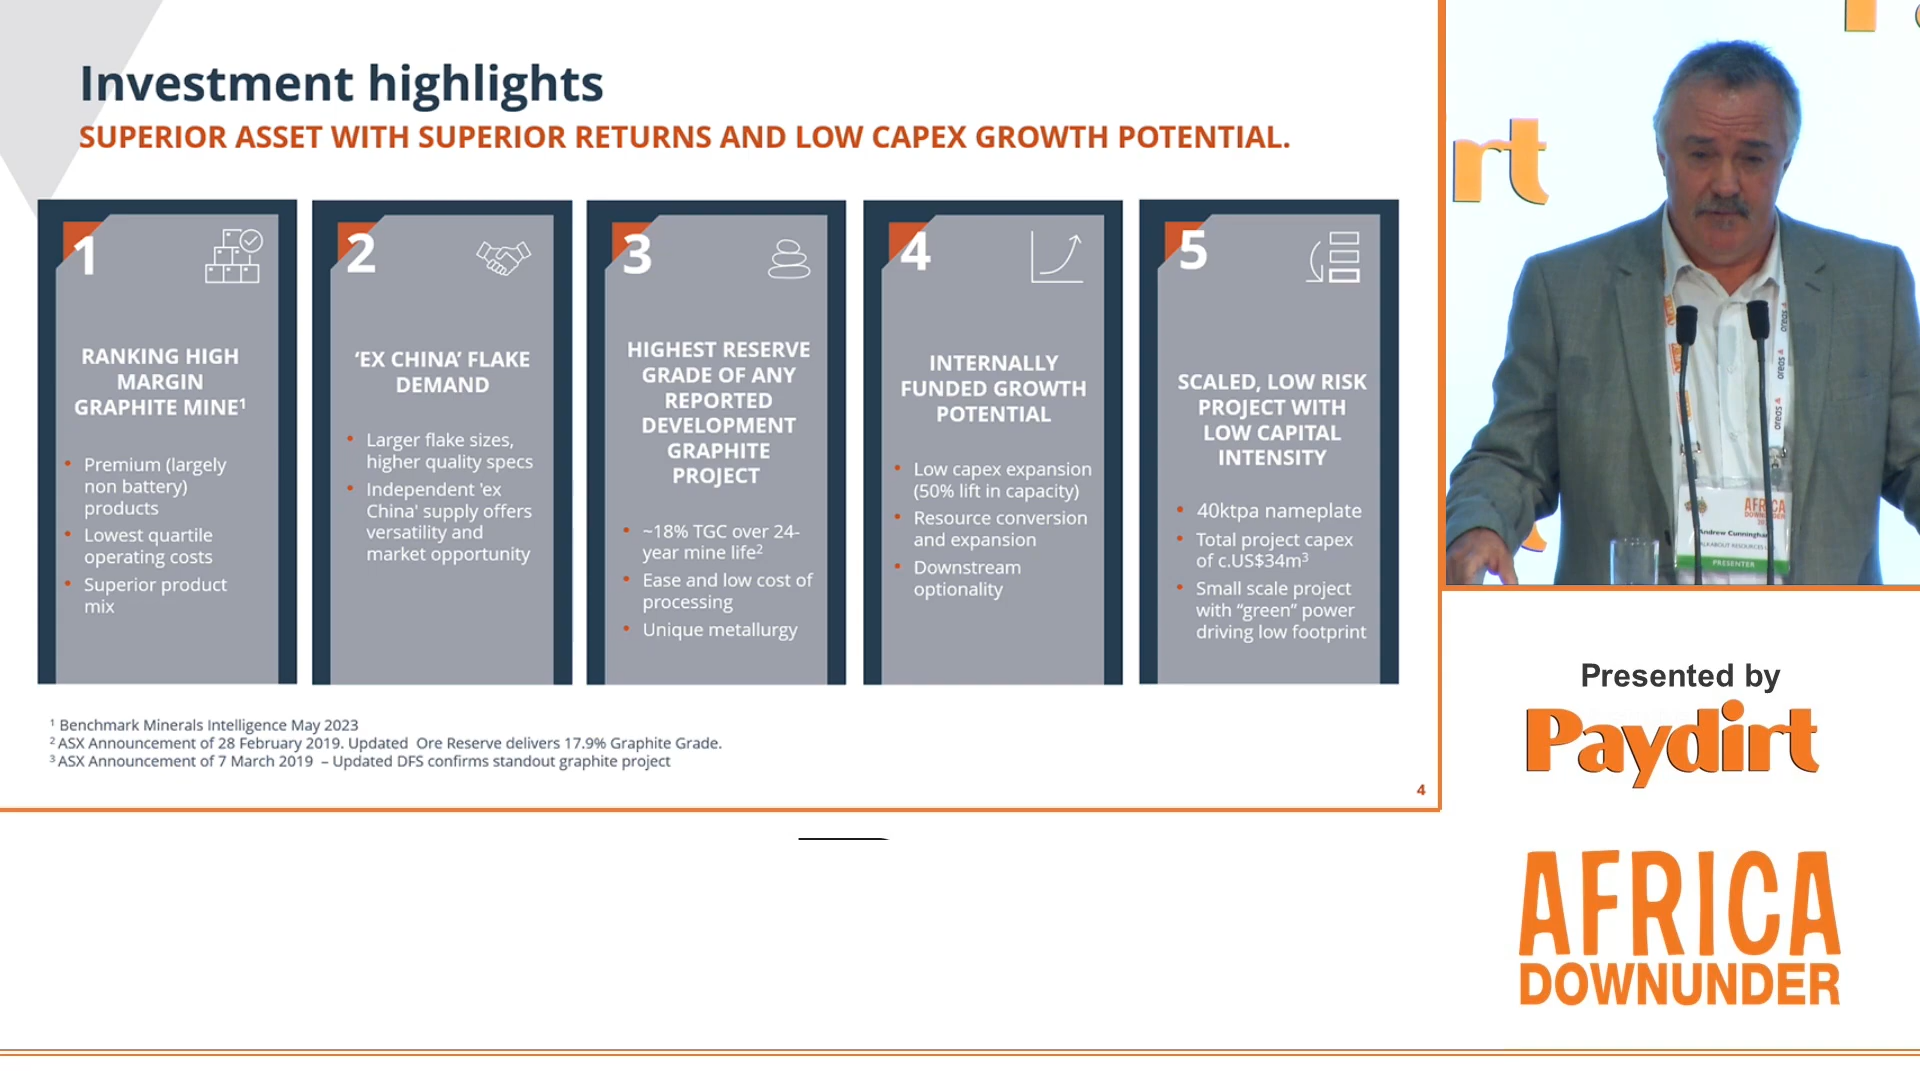 Investment highlights
SUPERIOR ASSET WITH SUPERIOR RETURNS AND LOW CAPEX GROWTH POTENTIAL.
1
RANKING HIGH
MARGIN
GRAPHITE MINE¹
• Premium (largely
non battery)
products
• Lowest quartile
operating costs
• Superior product
mix
2
‘EX CHINA’ FLAKE
DEMAND
• Larger flake sizes,
higher quality specs
• Independent 'ex
China' supply offers
versatility and
market opportunity
3
HIGHEST RESERVE
GRADE OF ANY
REPORTED
DEVELOPMENT
GRAPHITE
PROJECT
• ~18% TGC over 24-
year mine life²
• Ease and low cost of
processing
• Unique metallurgy
4
INTERNALLY
FUNDED GROWTH
POTENTIAL
• Low capex expansion
(50% lift in capacity)
• Resource conversion
and expansion
• Downstream
optionality
5
SCALED, LOW RISK
PROJECT WITH
LOW CAPITAL
INTENSITY
• 40ktpa nameplate
• Total project capex
of c.US$34m³
• Small scale project
with “green” power
driving low footprint
¹ Benchmark Minerals Intelligence May 2023
² ASX Announcement of 28 February 2019. Updated Ore Reserve delivers 17.9% Graphite Grade.
³ ASX Announcement of 7 March 2019 – Updated DFS confirms standout graphite project
4
rt
oreas
oreas
AFRICA
Andrew Cunningham
PRESENTER
Presented by
Paydirt
AFRICA
DOWNUNDER